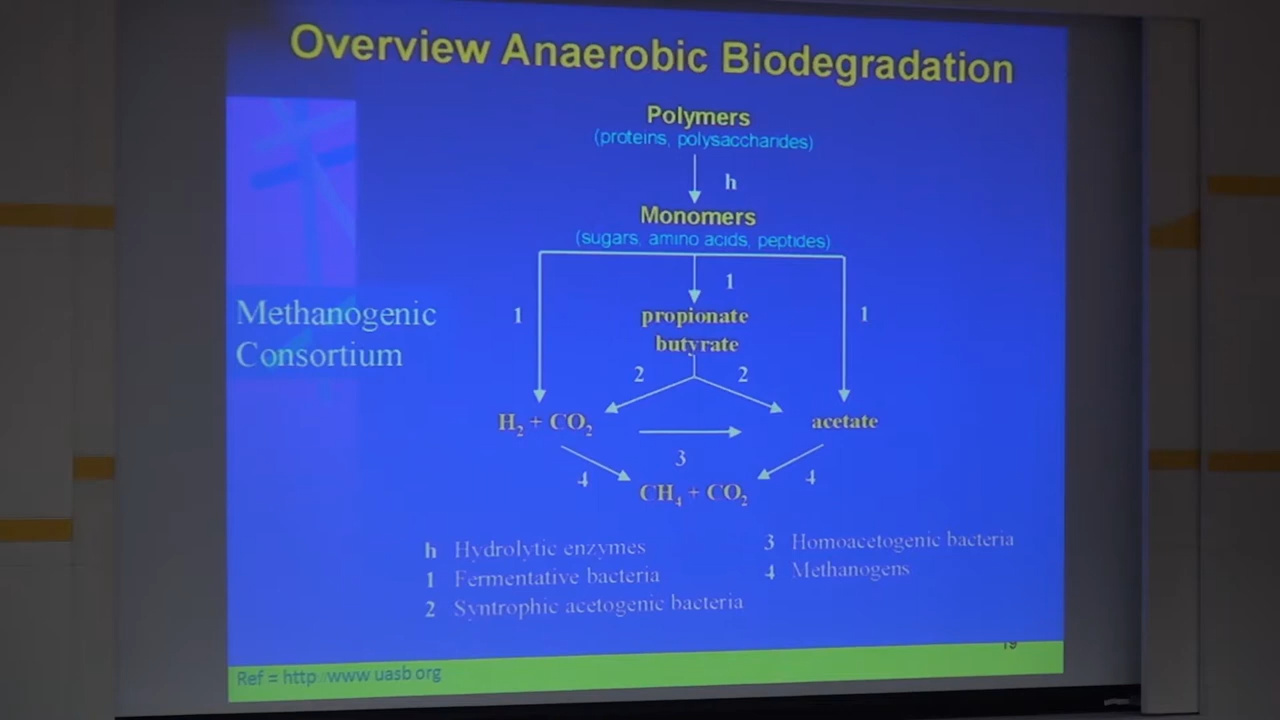 Overview Anaerobic Biodegradation
Polymers
(proteins, polysaccharides)
h
Monomers
(sugars, amino acids, peptides)
1
1
1
propionate
butyrate
Methanogenic
Consortium
2
2
H₂ + CO₂
acetate
3
4
4
CH₄ + CO₂
h Hydrolytic enzymes
1 Fermentative bacteria
2 Syntrophic acetogenic bacteria
3 Homoacetogenic bacteria
4 Methanogens
19
Ref = http www uasb org